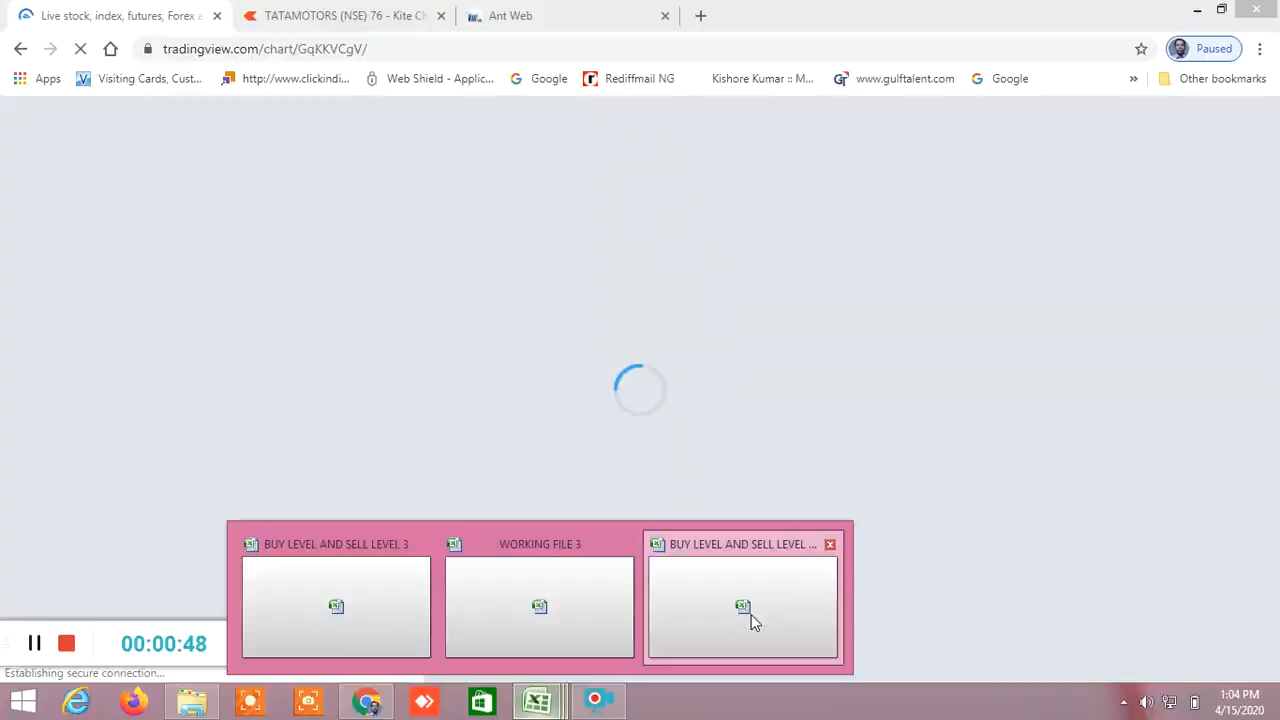 Live stock, index, futures, Forex a
TATAMOTORS (NSE) 76 - Kite Ch
Ant Web
tradingview.com/chart/GqKKVCgV/
Paused
Apps
Visiting Cards, Cust...
http://www.clickindi...
Web Shield - Applic...
Google
Rediffmail NG
Kishore Kumar :: M...
www.gulftalent.com
Google
»
Other bookmarks
BUY LEVEL AND SELL LEVEL 3
WORKING FILE 3
BUY LEVEL AND SELL LEVEL ...
00:00:48
Establishing secure connection...
1:04 PM
4/15/2020